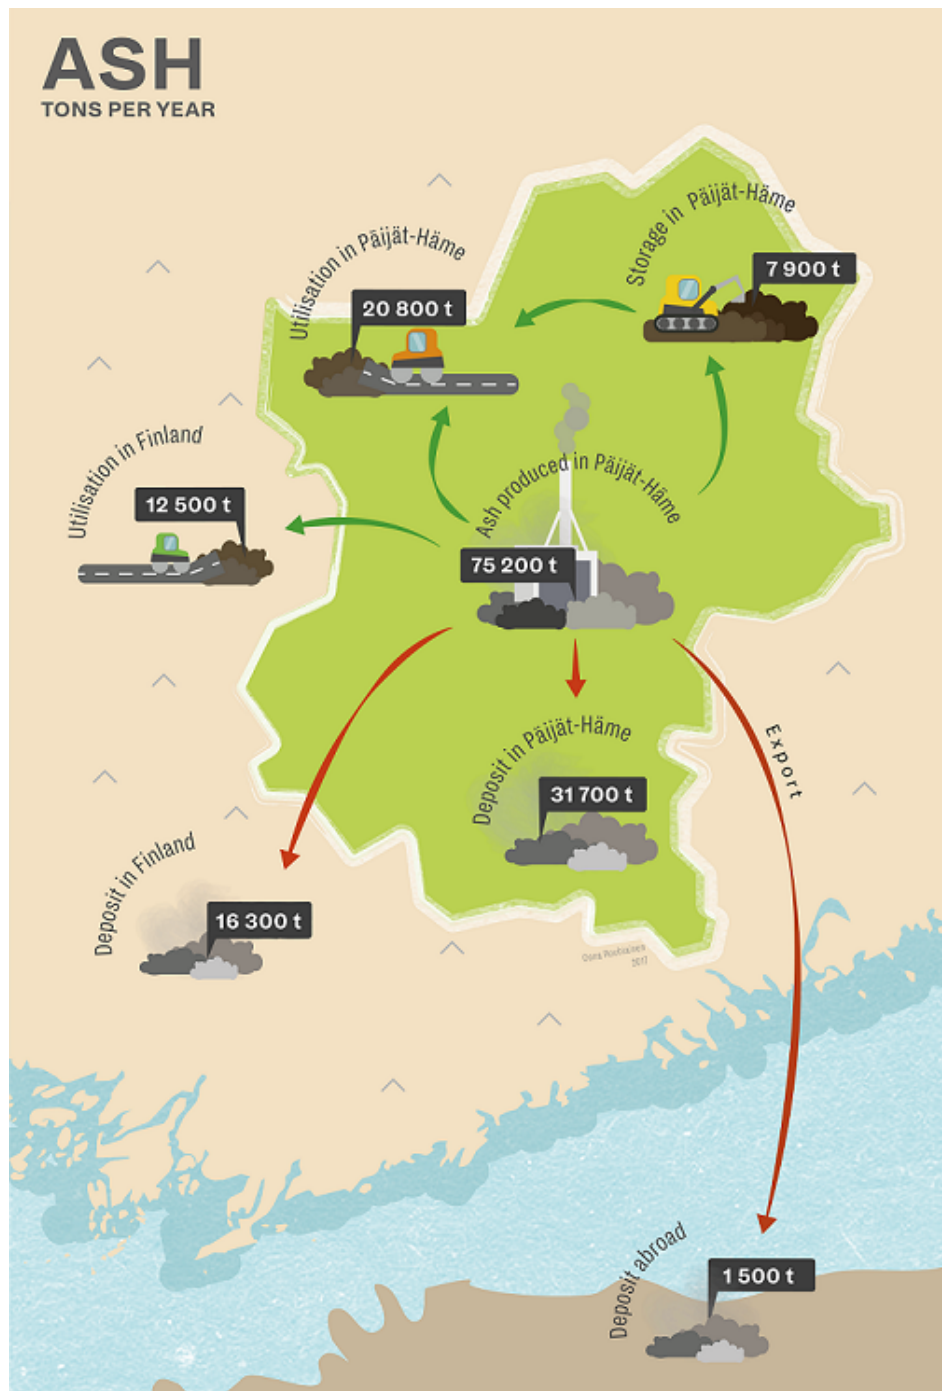 ASH
TONS PER YEAR
Storage in Päijät-Häme
7 900 t
Utilisation in Päijät-Häme
20 800 t
Utilisation in Finland
12 500 t
Ash produced in Päijät-Häme
75 200 t
Export
Deposit in Päijät-Häme
31 700 t
Deposit in Finland
16 300 t
2017
Deposit abroad
1 500 t